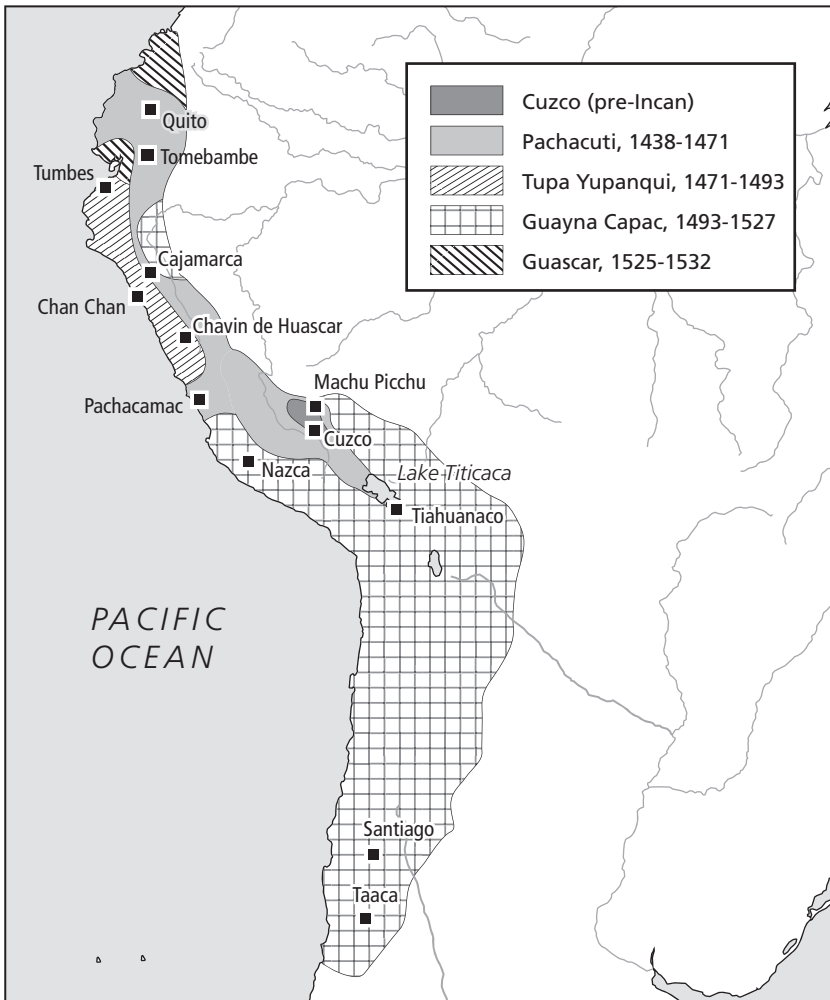 Cuzco (pre-Incan)
Pachacuti, 1438-1471
Tupa Yupanqui, 1471-1493
Guayna Capac, 1493-1527
Guascar, 1525-1532
Quito
Tomebambe
Tumbes
Cajamarca
Chan Chan
Chavin de Huascar
Machu Picchu
Pachacamac
Cuzco
Nazca
Lake Titicaca
Tiahuanaco
PACIFIC
OCEAN
Santiago
Taaca